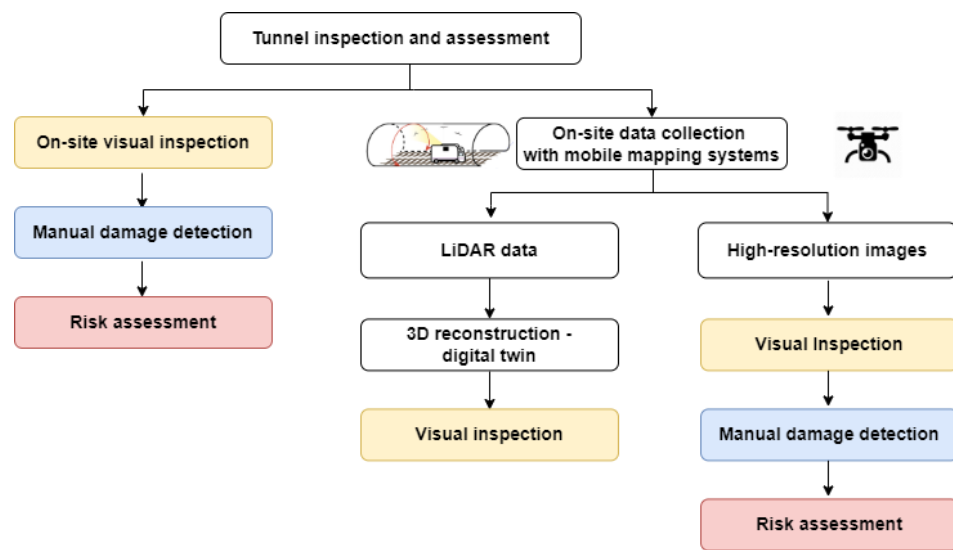 Tunnel inspection and assessment
On-site visual inspection
On-site data collection
with mobile mapping systems
Manual damage detection
LiDAR data
High-resolution images
Risk assessment
3D reconstruction -
digital twin
Visual Inspection
Visual inspection
Manual damage detection
Risk assessment